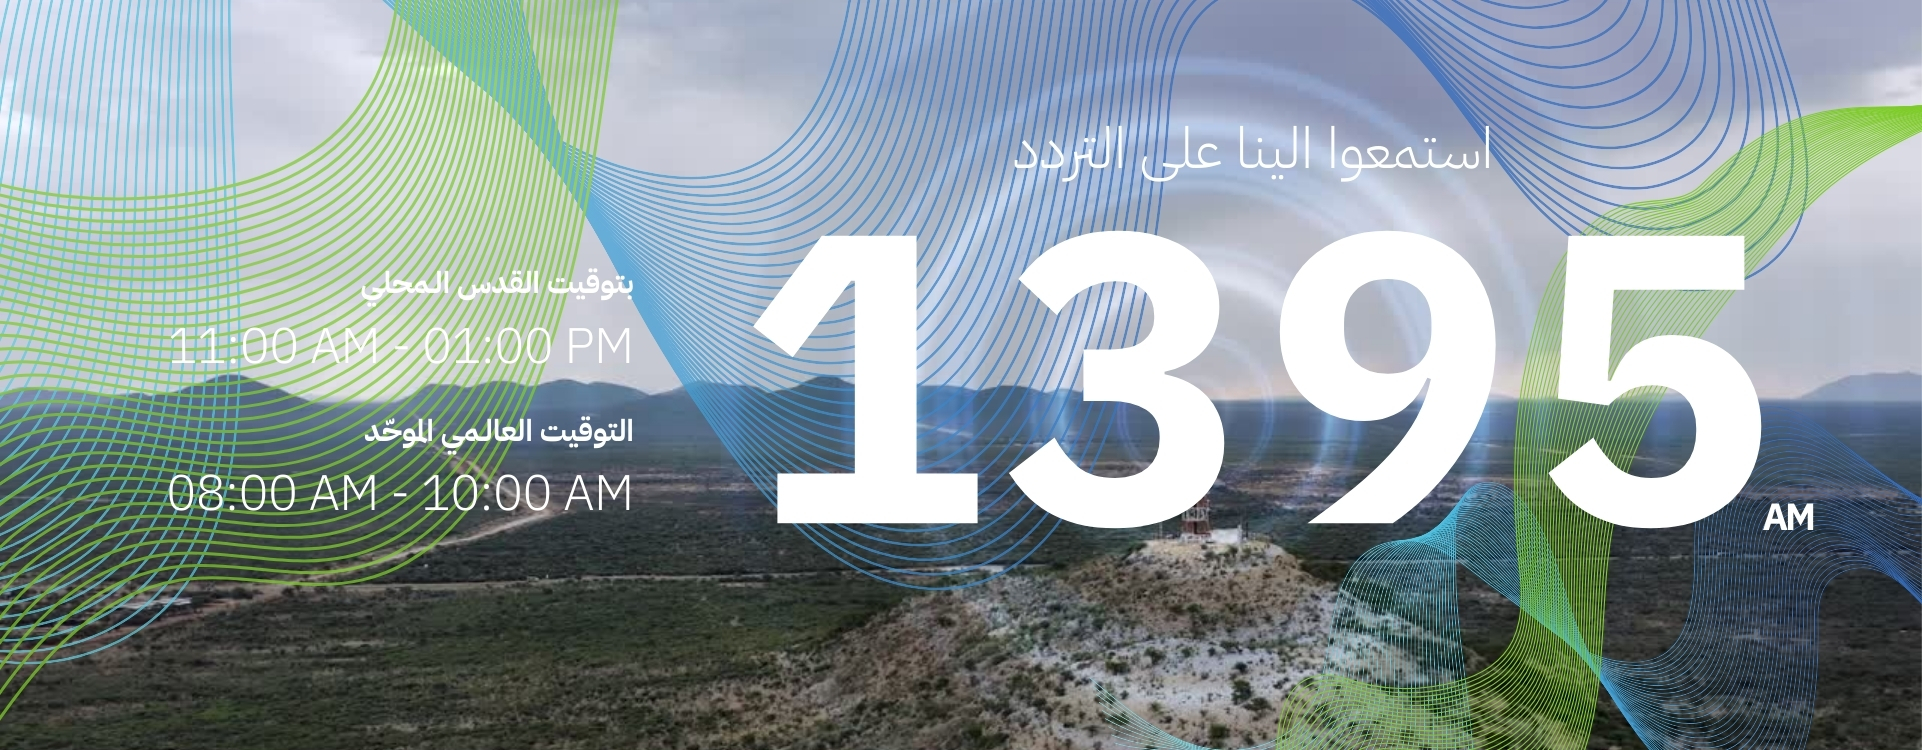 استمعوا الينا على التردد
1395 AM
بتوقيت القدس المحلي
11:00 AM - 01:00 PM
التوقيت العالمي الموحّد
08:00 AM - 10:00 AM